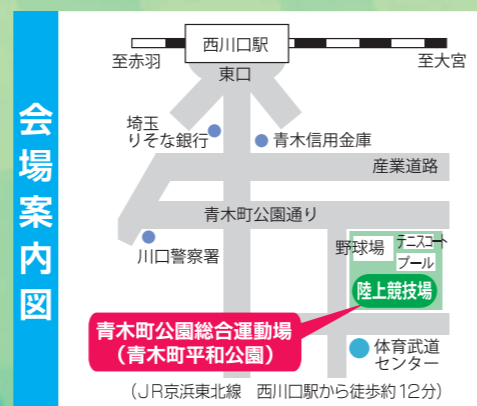 会場案内図
西川口駅
至赤羽
至大宮
東口
埼玉
りそな銀行
青木信用金庫
産業道路
青木町公園通り
川口警察署
野球場
テニスコート
プール
陸上競技場
青木町公園総合運動場
（青木町平和公園）
体育武道
センター
（JR京浜東北線　西川口駅から徒歩約12分）